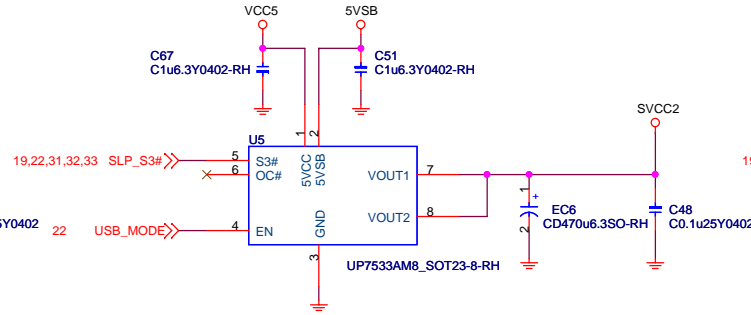 VCC5
5VSB
C67
C1u6.3Y0402-RH
C51
C1u6.3Y0402-RH
SVCC2
U5
1
2
19,22,31,32,33 SLP_S3#
5
S3#
6
OC#
5VCC
5VSB
VOUT1
7
19
VOUT2
8
GND
5Y0402
22 USB_MODE
4
EN
3
1
+
2
EC6
CD470u6.3SO-RH
C48
C0.1u25Y0402
UP7533AM8_SOT23-8-RH